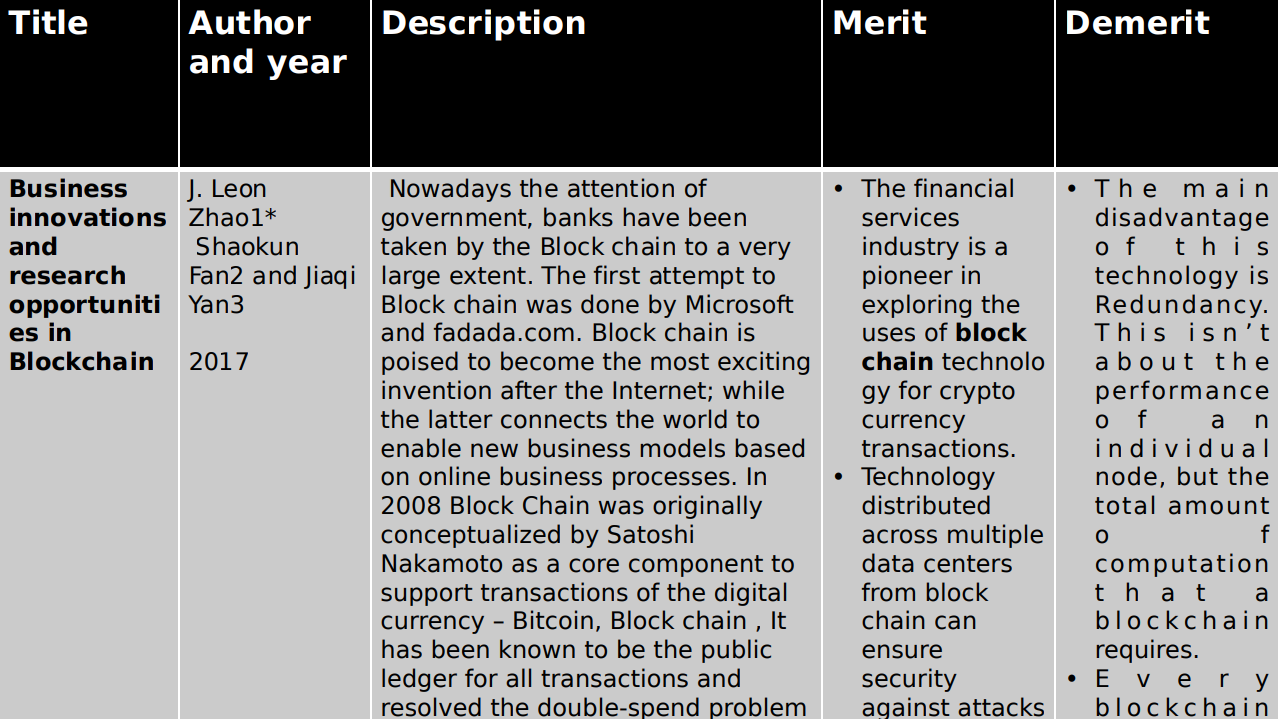 Title
Author
and year
Description
Merit
Demerit
Business
innovations
and
research
opportuniti
es in
Blockchain
J. Leon
Zhao1*
Shaokun
Fan2 and Jiaqi
Yan3
2017
Nowadays the attention of
government, banks have been
taken by the Block chain to a very
large extent. The first attempt to
Block chain was done by Microsoft
and fadada.com. Block chain is
poised to become the most exciting
invention after the Internet; while
the latter connects the world to
enable new business models based
on online business processes. In
2008 Block Chain was originally
conceptualized by Satoshi
Nakamoto as a core component to
support transactions of the digital
currency – Bitcoin, Block chain , It
has been known to be the public
ledger for all transactions and
resolved the double-spend problem
• The financial
services
industry is a
pioneer in
exploring the
uses of block
chain technolo
gy for crypto
currency
transactions.
• Technology
distributed
across multiple
data centers
from block
chain can
ensure
security
against attacks
• The main
disadvantage
of this
technology is
Redundancy.
This isn’t
about the
performance
of an
individual
node, but the
total amount
of
computation
that a
blockchain
requires.
• Every
blockchain